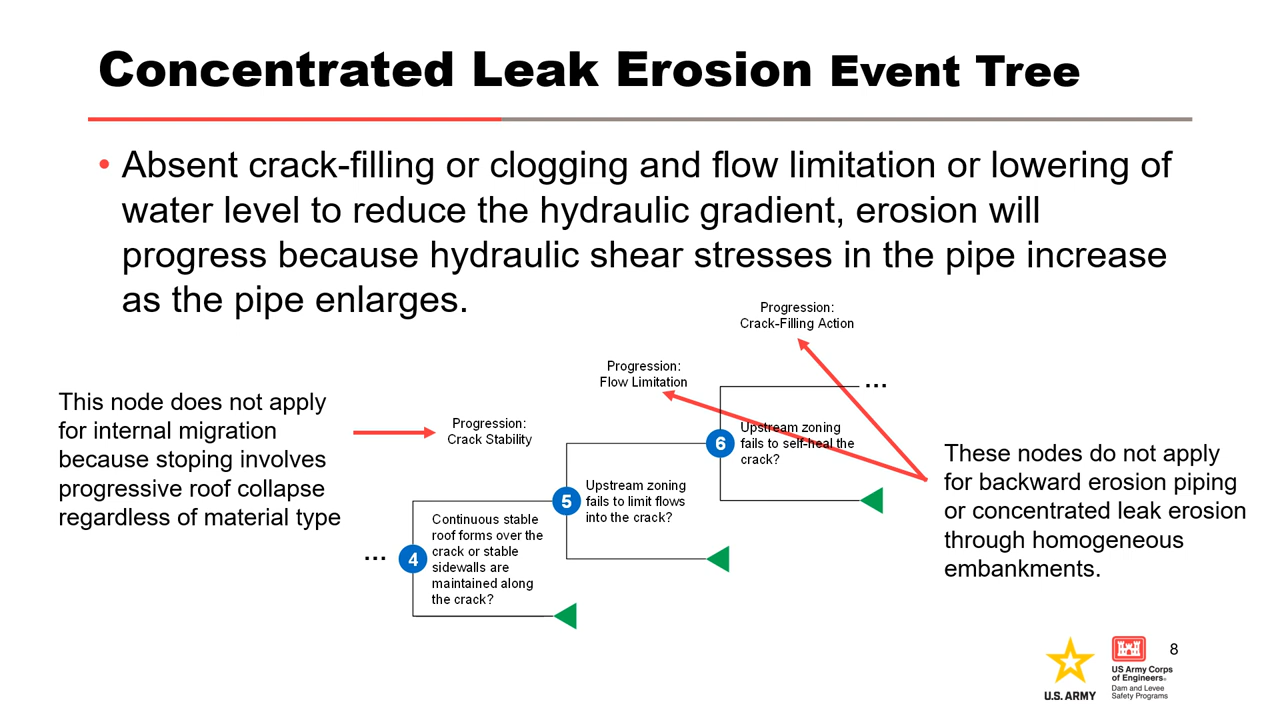 Concentrated Leak Erosion Event Tree
• Absent crack-filling or clogging and flow limitation or lowering of
water level to reduce the hydraulic gradient, erosion will
progress because hydraulic shear stresses in the pipe increase
as the pipe enlarges.
This node does not apply
for internal migration
because stoping involves
progressive roof collapse
regardless of material type
...
4
Progression:
Crack Stability
Continuous stable
roof forms over the
crack or stable
sidewalls are
maintained along
the crack?
5
Progression:
Flow Limitation
Upstream zoning
fails to limit flows
into the crack?
6
Progression:
Crack-Filling Action
Upstream zoning
fails to self-heal the
crack?
...
These nodes do not apply
for backward erosion piping
or concentrated leak erosion
through homogeneous
embankments.
U.S. ARMY
US Army Corps
of Engineers®
Dam and Levee
Safety Programs
8